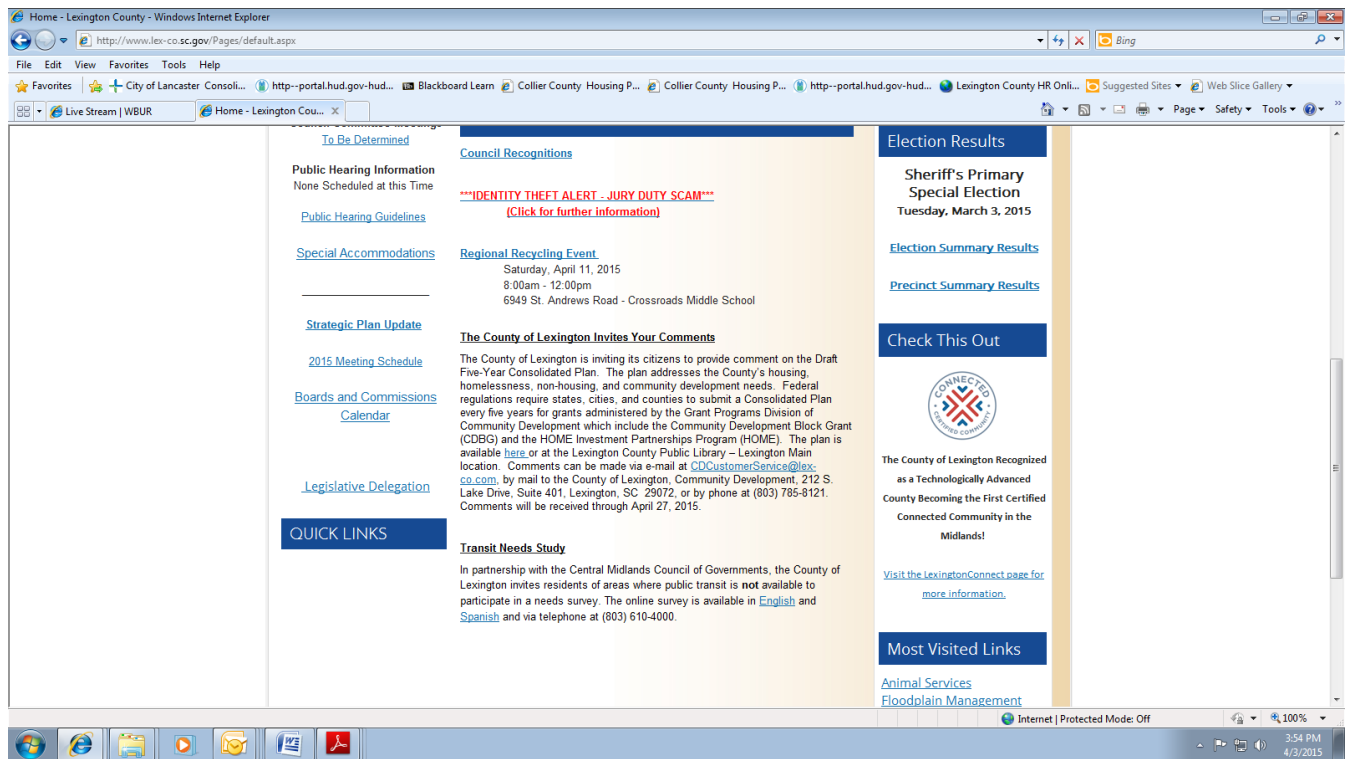 Home - Lexington County - Windows Internet Explorer
http://www.lex-co.sc.gov/Pages/default.aspx
Bing
File Edit View Favorites Tools Help
Favorites City of Lancaster Consoli... http--portal.hud.gov-hud... Blackboard Learn Collier County Housing P... Collier County Housing P... http--portal.hud.gov-hud... Lexington County HR Onli... Suggested Sites Web Slice Gallery
Live Stream | WBUR Home - Lexington Cou... X Page Safety Tools
To Be Determined
Public Hearing Information
None Scheduled at this Time
Public Hearing Guidelines
Special Accommodations
Strategic Plan Update
2015 Meeting Schedule
Boards and Commissions
Calendar
Legislative Delegation
QUICK LINKS
Council Recognitions
***IDENTITY THEFT ALERT - JURY DUTY SCAM***
(Click for further information)
Regional Recycling Event
Saturday, April 11, 2015
8:00am - 12:00pm
6949 St. Andrews Road - Crossroads Middle School
The County of Lexington Invites Your Comments
The County of Lexington is inviting its citizens to provide comment on the Draft
Five-Year Consolidated Plan. The plan addresses the County's housing,
homelessness, non-housing, and community development needs. Federal
regulations require states, cities, and counties to submit a Consolidated Plan
every five years for grants administered by the Grant Programs Division of
Community Development which include the Community Development Block Grant
(CDBG) and the HOME Investment Partnerships Program (HOME). The plan is
available here or at the Lexington County Public Library – Lexington Main
location. Comments can be made via e-mail at CDCustomerService@lex-
co.com, by mail to the County of Lexington, Community Development, 212 S.
Lake Drive, Suite 401, Lexington, SC 29072, or by phone at (803) 785-8121.
Comments will be received through April 27, 2015.
Transit Needs Study
In partnership with the Central Midlands Council of Governments, the County of
Lexington invites residents of areas where public transit is not available to
participate in a needs survey. The online survey is available in English and
Spanish and via telephone at (803) 610-4000.
Election Results
Sheriff's Primary
Special Election
Tuesday, March 3, 2015
Election Summary Results
Precinct Summary Results
Check This Out
CONNECTED
CERTIFIED COMMUNITY
The County of Lexington Recognized
as a Technologically Advanced
County Becoming the First Certified
Connected Community in the
Midlands!
Visit the LexingtonConnect page for
more information.
Most Visited Links
Animal Services
Floodplain Management
Internet | Protected Mode: Off 100%
3:54 PM
4/3/2015